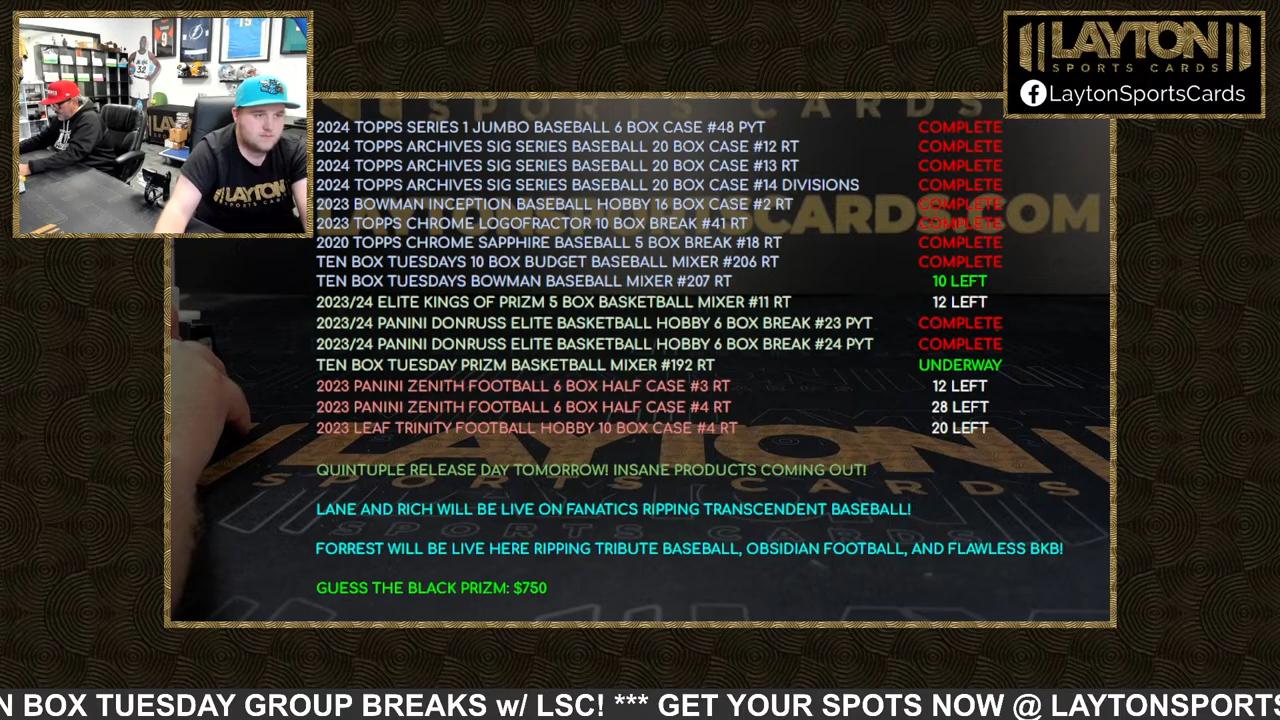 LAYTON
SPORTS CARDS
LaytonSportsCards
2024 TOPPS SERIES 1 JUMBO BASEBALL 6 BOX CASE #48 PYT COMPLETE
2024 TOPPS ARCHIVES SIG SERIES BASEBALL 20 BOX CASE #12 RT COMPLETE
2024 TOPPS ARCHIVES SIG SERIES BASEBALL 20 BOX CASE #13 RT COMPLETE
2024 TOPPS ARCHIVES SIG SERIES BASEBALL 20 BOX CASE #14 DIVISIONS COMPLETE
2023 BOWMAN INCEPTION BASEBALL HOBBY 16 BOX CASE #2 RT COMPLETE
2023 TOPPS CHROME LOGOFRACTOR 10 BOX BREAK #41 RT COMPLETE
2020 TOPPS CHROME SAPPHIRE BASEBALL 5 BOX BREAK #18 RT COMPLETE
TEN BOX TUESDAYS 10 BOX BUDGET BASEBALL MIXER #206 RT COMPLETE
TEN BOX TUESDAYS BOWMAN BASEBALL MIXER #207 RT 10 LEFT
2023/24 ELITE KINGS OF PRIZM 5 BOX BASKETBALL MIXER #11 RT 12 LEFT
2023/24 PANINI DONRUSS ELITE BASKETBALL HOBBY 6 BOX BREAK #23 PYT COMPLETE
2023/24 PANINI DONRUSS ELITE BASKETBALL HOBBY 6 BOX BREAK #24 PYT COMPLETE
TEN BOX TUESDAY PRIZM BASKETBALL MIXER #192 RT UNDERWAY
2023 PANINI ZENITH FOOTBALL 6 BOX HALF CASE #3 RT 12 LEFT
2023 PANINI ZENITH FOOTBALL 6 BOX HALF CASE #4 RT 28 LEFT
2023 LEAF TRINITY FOOTBALL HOBBY 10 BOX CASE #4 RT 20 LEFT
QUINTUPLE RELEASE DAY TOMORROW! INSANE PRODUCTS COMING OUT!
LANE AND RICH WILL BE LIVE ON FANATICS RIPPING TRANSCENDENT BASEBALL!
FORREST WILL BE LIVE HERE RIPPING TRIBUTE BASEBALL, OBSIDIAN FOOTBALL, AND FLAWLESS BKB!
GUESS THE BLACK PRIZM: $750
N BOX TUESDAY GROUP BREAKS w/ LSC! *** GET YOUR SPOTS NOW @ LAYTONSPORTS